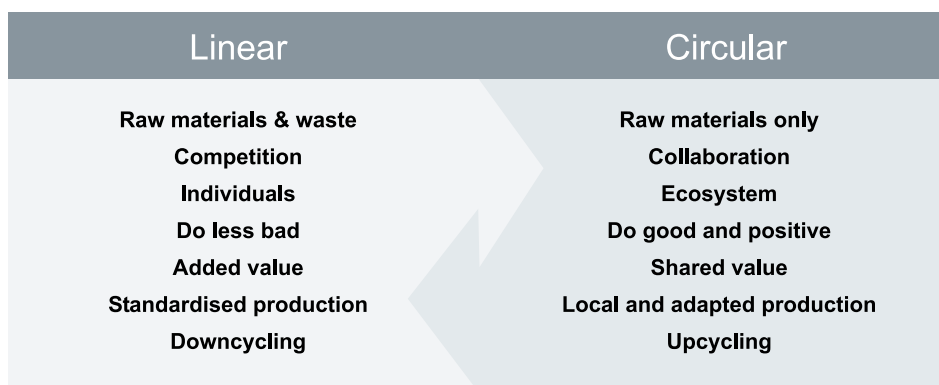 Linear
Circular
Raw materials & waste
Raw materials only
Competition
Collaboration
Individuals
Ecosystem
Do less bad
Do good and positive
Added value
Shared value
Standardised production
Local and adapted production
Downcycling
Upcycling